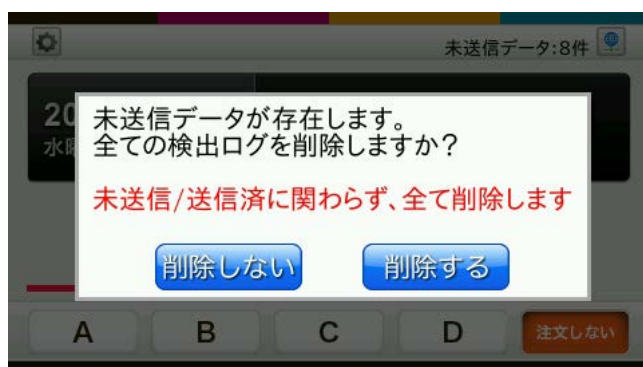 未送信データ:8件
20
水曜
未送信データが存在します。
全ての検出ログを削除しますか?
未送信/送信済に関わらず、全て削除します
削除しない
削除する
A
B
C
D
注文しない